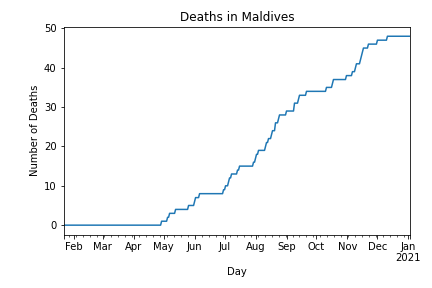 Deaths in Maldives
Number of Deaths
50
40
30
20
10
0
Feb Mar Apr May Jun Jul Aug Sep Oct Nov Dec Jan
2021
Day